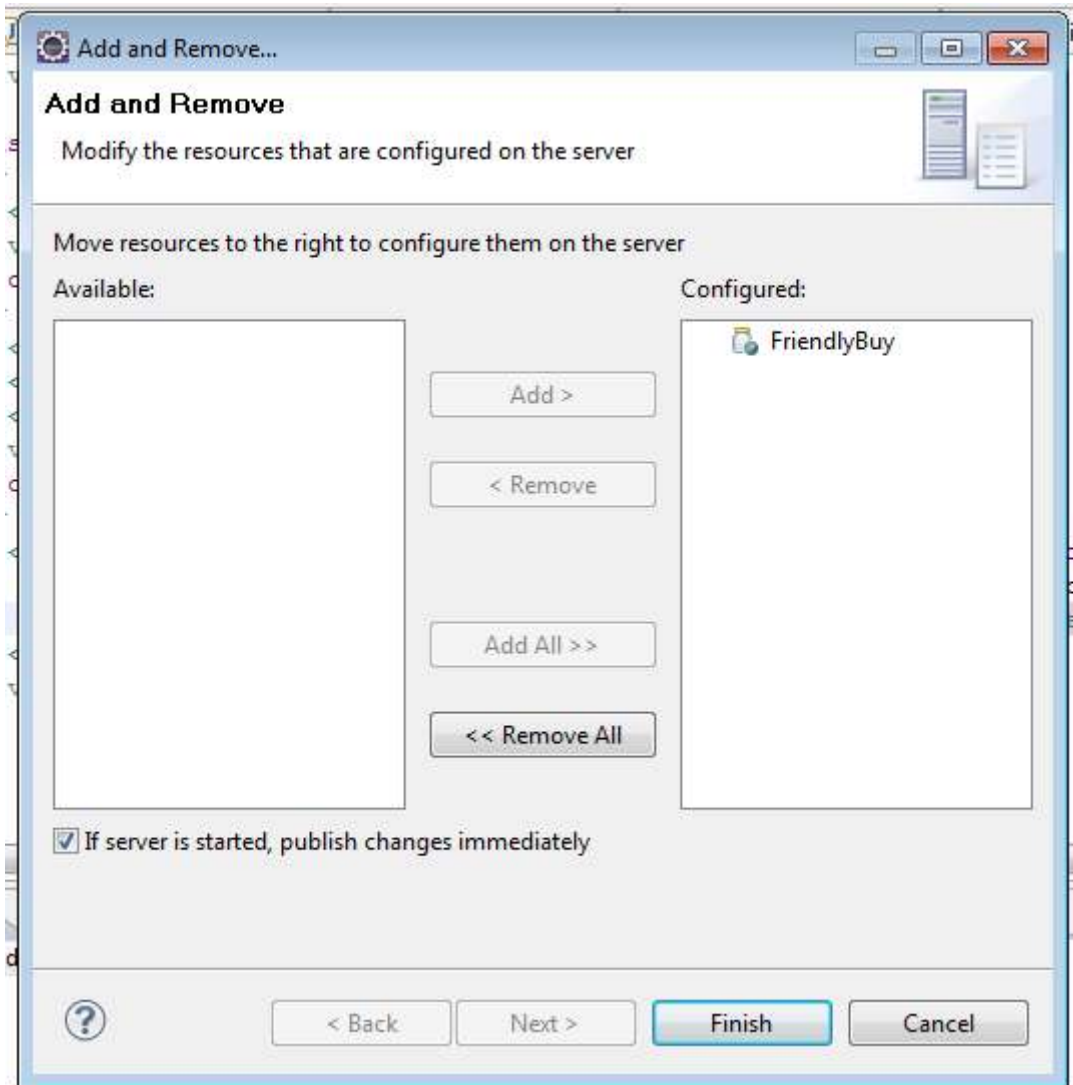 Add and Remove...
Add and Remove
Modify the resources that are configured on the server
Move resources to the right to configure them on the server
Available:
Configured:
FriendlyBuy
Add >
< Remove
Add All >>
<< Remove All
If server is started, publish changes immediately
?
< Back
Next >
Finish
Cancel